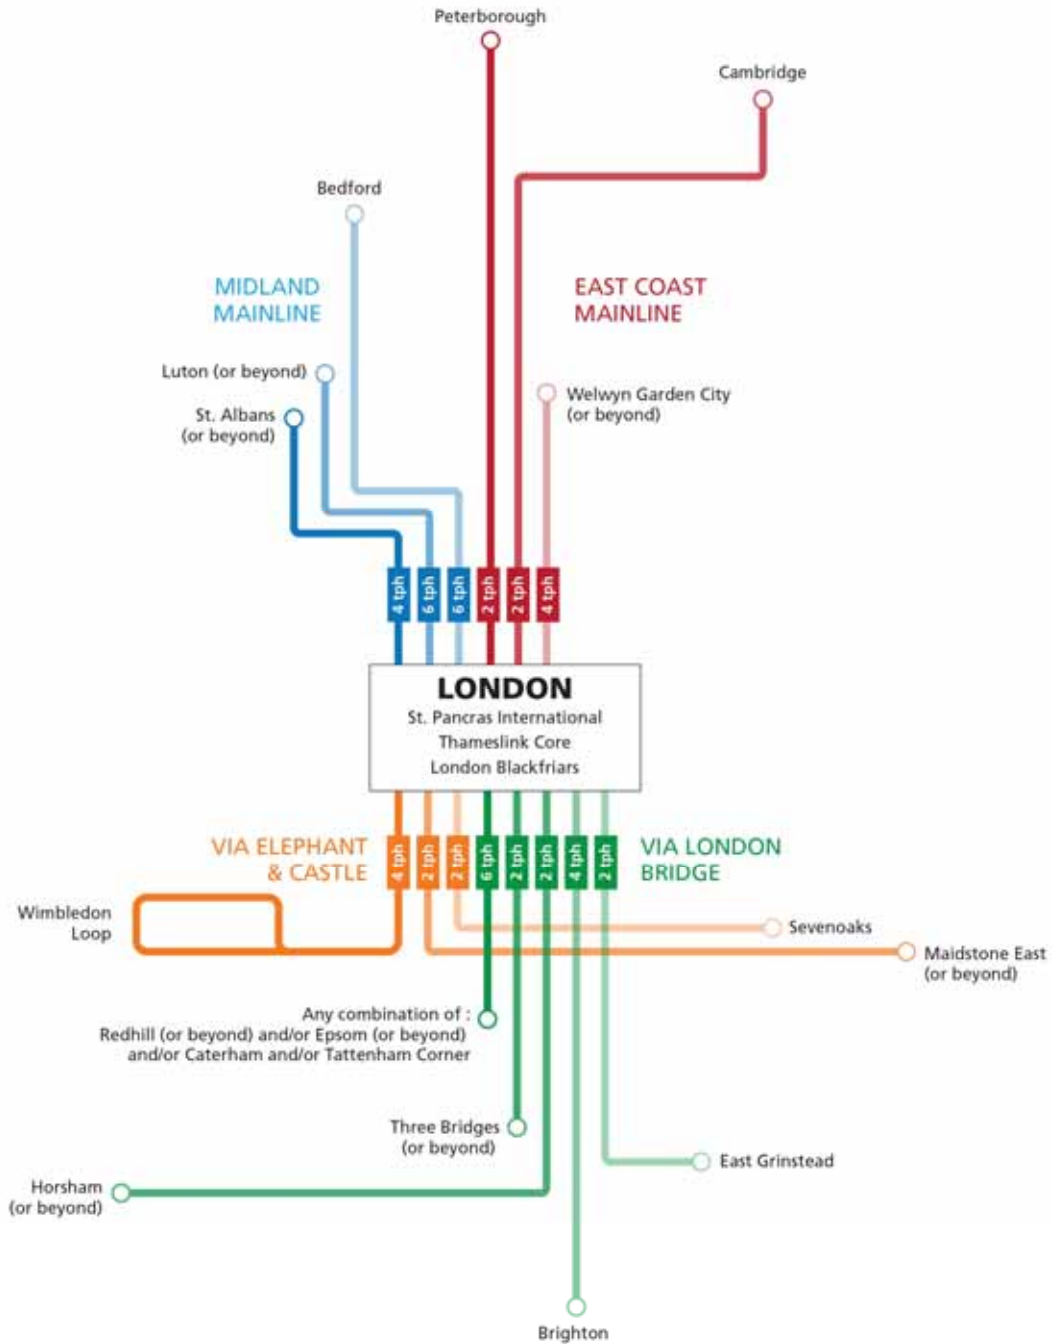 Peterborough
Cambridge
Bedford
MIDLAND
MAINLINE
EAST COAST
MAINLINE
Luton (or beyond)
St. Albans
(or beyond)
Welwyn Garden City
(or beyond)
4 tph
6 tph
6 tph
2 tph
2 tph
4 tph
LONDON
St. Pancras International
Thameslink Core
London Blackfriars
VIA ELEPHANT
& CASTLE
4 tph
2 tph
2 tph
6 tph
2 tph
2 tph
4 tph
2 tph
VIA LONDON
BRIDGE
Wimbledon
Loop
Sevenoaks
Maidstone East
(or beyond)
Any combination of :
Redhill (or beyond) and/or Epsom (or beyond)
and/or Caterham and/or Tattenham Corner
Three Bridges
(or beyond)
East Grinstead
Horsham
(or beyond)
Brighton